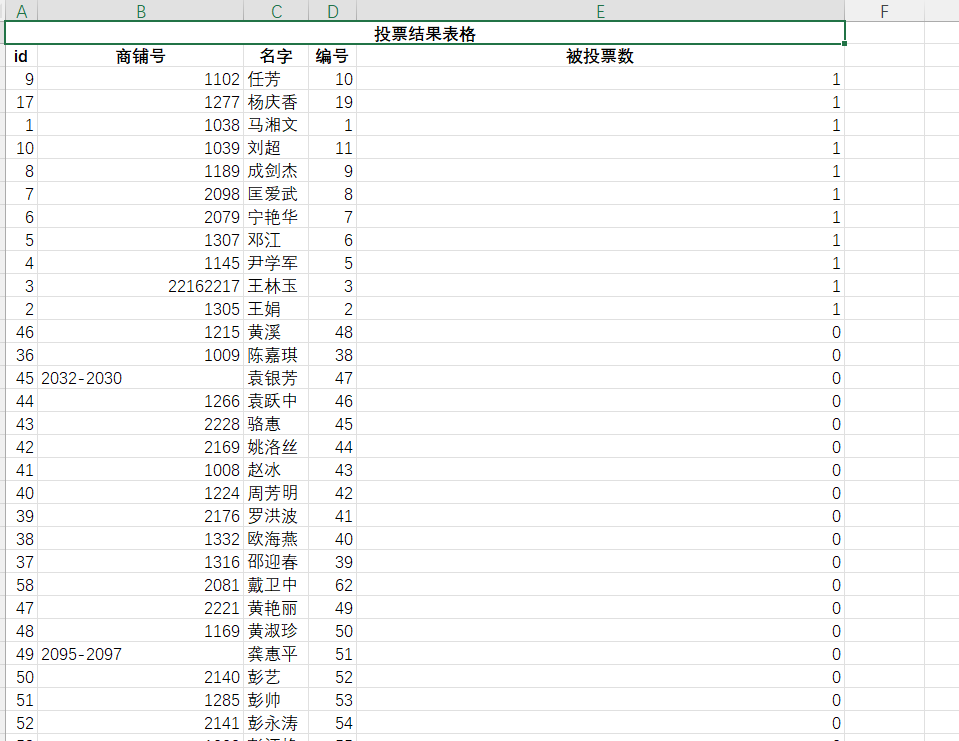 A B C D E F
投票结果表格
id 商铺号 名字 编号 被投票数
9 1102 任芳 10 1
17 1277 杨庆香 19 1
1 1038 马湘文 1 1
10 1039 刘超 11 1
8 1189 成剑杰 9 1
7 2098 匡爱武 8 1
6 2079 宁艳华 7 1
5 1307 邓江 6 1
4 1145 尹学军 5 1
3 22162217 王林玉 3 1
2 1305 王娟 2 1
46 1215 黄溪 48 0
36 1009 陈嘉琪 38 0
45 2032-2030 袁银芳 47 0
44 1266 袁跃中 46 0
43 2228 骆惠 45 0
42 2169 姚洛丝 44 0
41 1008 赵冰 43 0
40 1224 周芳明 42 0
39 2176 罗洪波 41 0
38 1332 欧海燕 40 0
37 1316 邵迎春 39 0
58 2081 戴卫中 62 0
47 2221 黄艳丽 49 0
48 1169 黄淑珍 50 0
49 2095-2097 龚惠平 51 0
50 2140 彭艺 52 0
51 1285 彭帅 53 0
52 2141 彭永涛 54 0